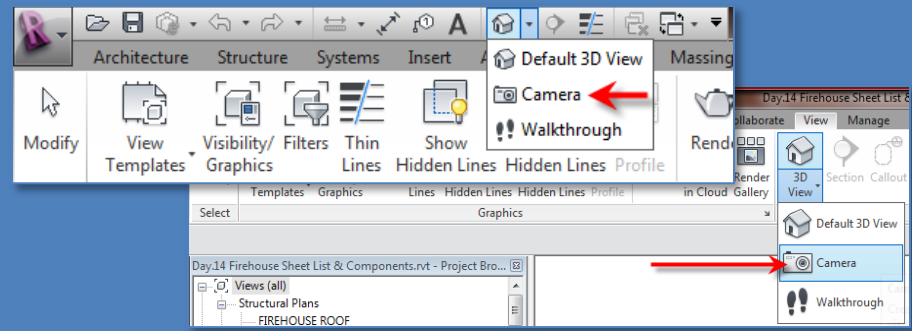 Architecture Structure Systems Insert A Massing
Default 3D View
Camera
Walkthrough
Modify View Templates Visibility/ Graphics Filters Thin Lines Show Hidden Lines Hidden Lines Profile Rend
Day.14 Firehouse Sheet List &
ollaborate View Manage
Render Gallery 3D View Section Callout
Templates Graphics Lines Hidden Lines Hidden Lines Profile in Cloud Gallery
Select Graphics
Default 3D View
Camera
Walkthrough
Day.14 Firehouse Sheet List & Components.rvt - Project Bro...
Views (all)
Structural Plans
FIREHOUSE ROOF